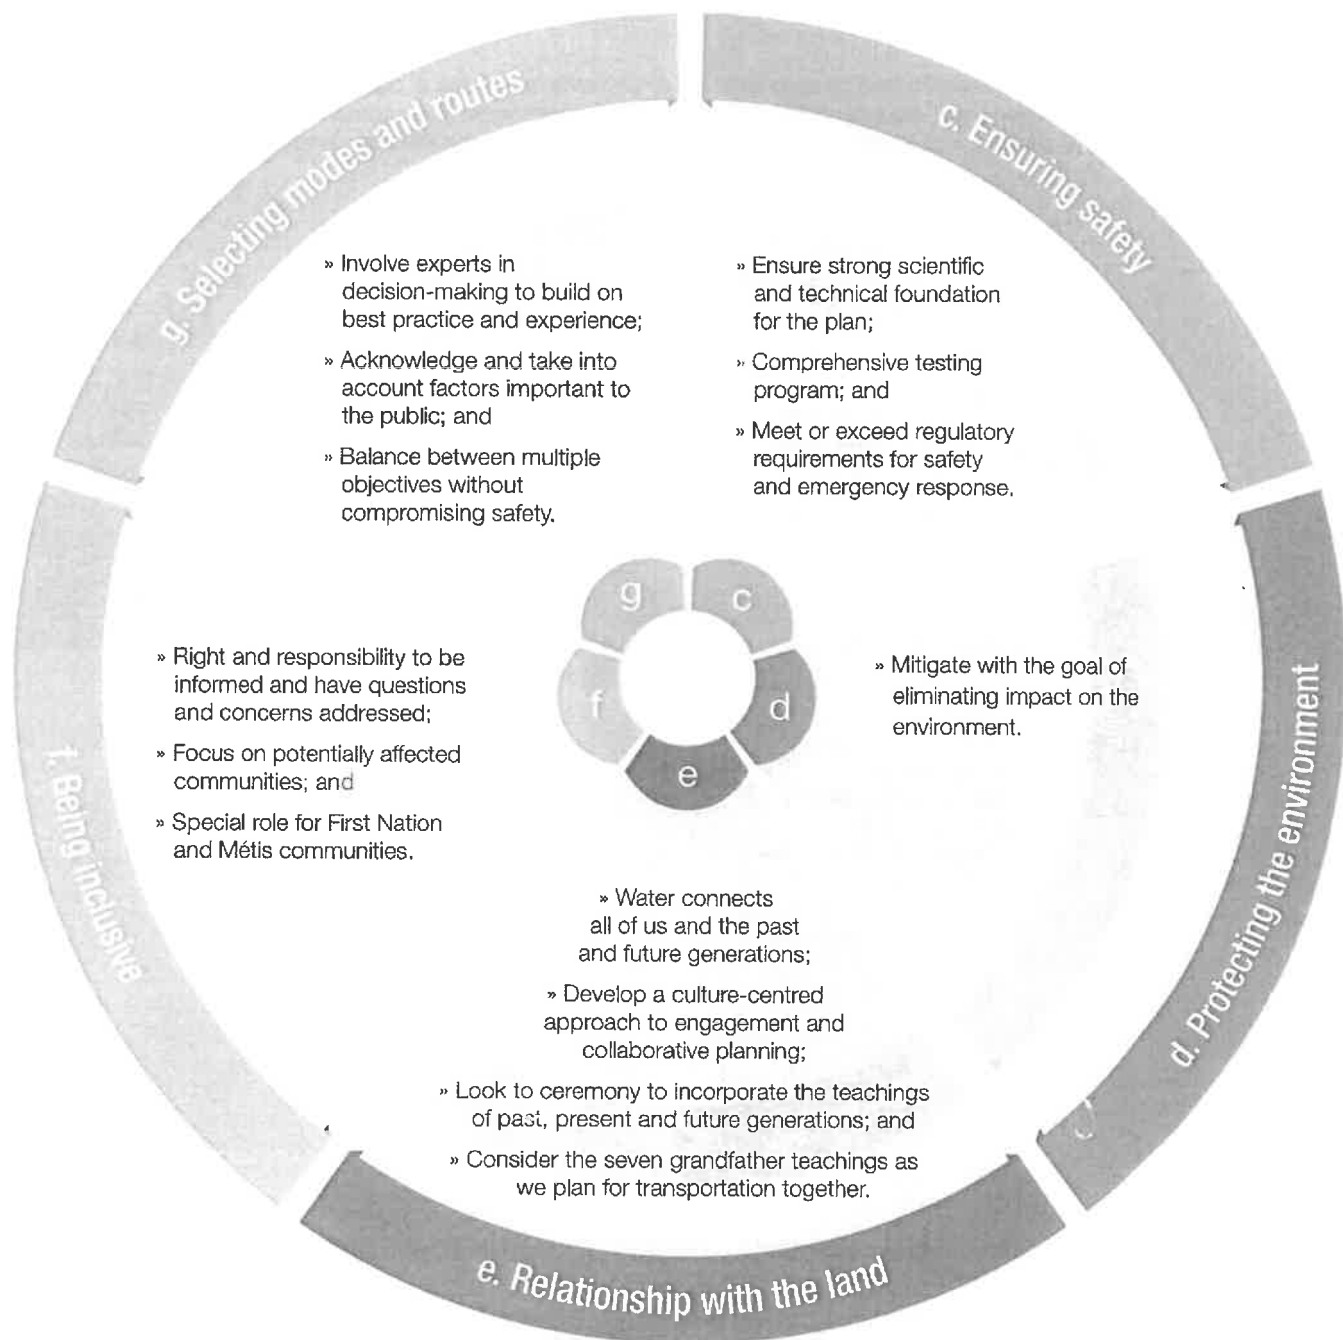 g. Selecting modes and routes
» Involve experts in
decision-making to build on
best practice and experience;
» Acknowledge and take into
account factors important to
the public; and
» Balance between multiple
objectives without
compromising safety.
c. Ensuring safety
» Ensure strong scientific
and technical foundation
for the plan;
» Comprehensive testing
program; and
» Meet or exceed regulatory
requirements for safety
and emergency response.
d. Protecting the environment
» Mitigate with the goal of
eliminating impact on the
environment.
g
c
f
d
e
f. Being inclusive
» Right and responsibility to be
informed and have questions
and concerns addressed;
» Focus on potentially affected
communities; and
» Special role for First Nation
and Métis communities.
» Water connects
all of us and the past
and future generations;
» Develop a culture-centred
approach to engagement and
collaborative planning;
» Look to ceremony to incorporate the teachings
of past, present and future generations; and
» Consider the seven grandfather teachings as
we plan for transportation together.
e. Relationship with the land